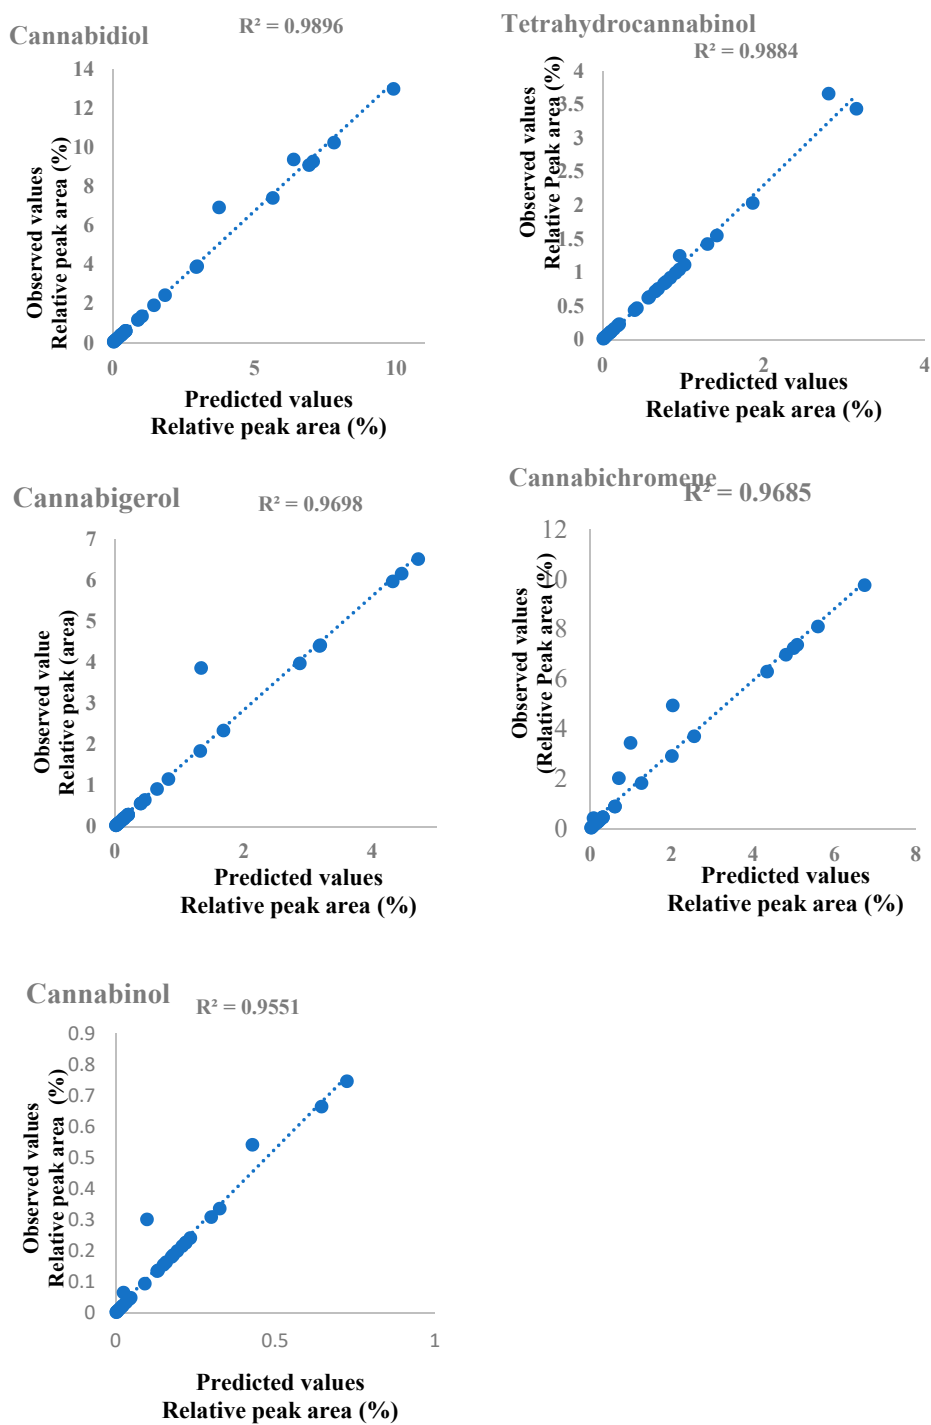 Cannabidiol
R² = 0.9896
14
12
10
8
6
4
2
0
Observed values
Relative peak area (%)
0
5
10
Predicted values
Relative peak area (%)
Tetrahydrocannabinol
R² = 0.9884
4
3.5
3
2.5
2
1.5
1
0.5
0
Observed values
Relative Peak area (%)
0
2
4
Predicted values
Relative peak area (%)
Cannabigerol
R² = 0.9698
7
6
5
4
3
2
1
0
Observed value
Relative peak (area)
0
2
4
Predicted values
Relative peak area (%)
Cannabichromene
R² = 0.9685
12
10
8
6
4
2
0
Observed values
(Relative Peak area (%)
0
2
4
6
8
Predicted values
Relative peak area (%)
Cannabinol
R² = 0.9551
0.9
0.8
0.7
0.6
0.5
0.4
0.3
0.2
0.1
0
Observed values
Relative peak area (%)
0
0.5
1
Predicted values
Relative peak area (%)